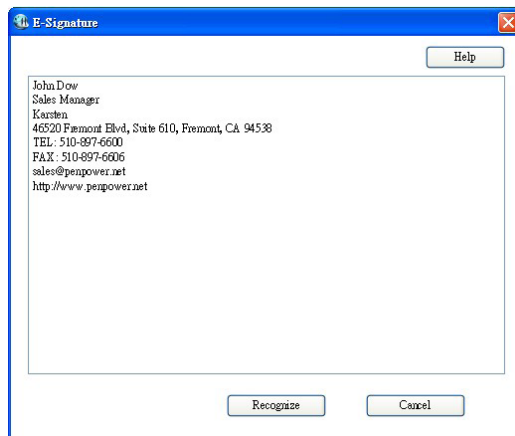 E-Signature
Help
John Dow
Sales Manager
Karsten
46520 Fremont Blvd, Suite 610, Fremont, CA 94538
TEL: 510-897-6600
FAX: 510-897-6606
sales@penpower.net
http://www.penpower.net
Recognize
Cancel